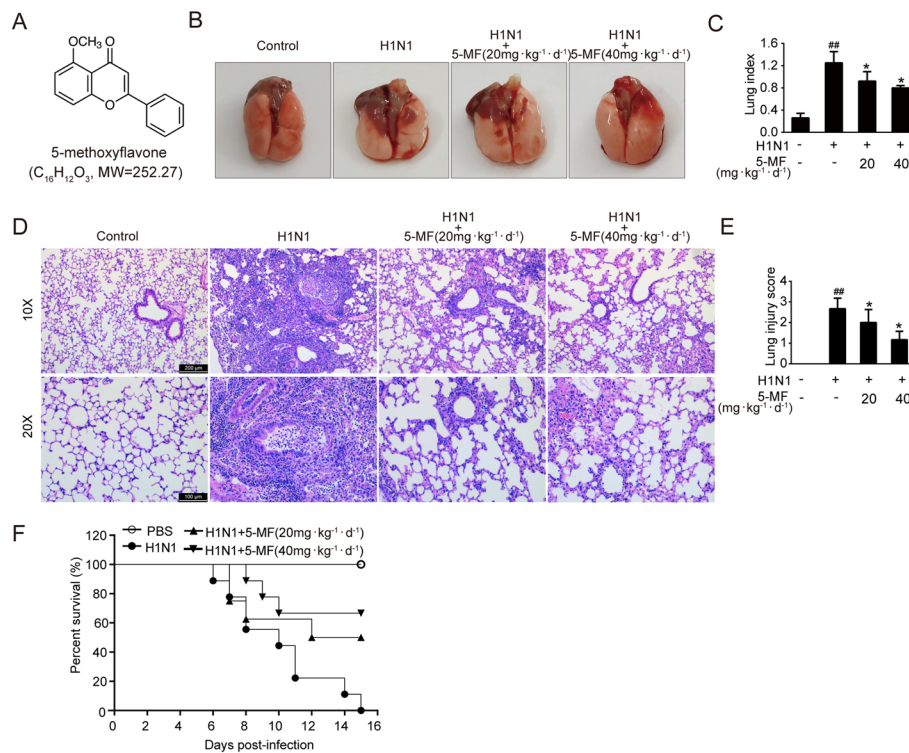 A
OCH₃
O
O
5-methoxyflavone
(C₁₆H₁₂O₃, MW=252.27)
B
Control
H1N1
H1N1
+
5-MF(20mg·kg⁻¹·d⁻¹)
H1N1
+
5-MF(40mg·kg⁻¹·d⁻¹)
C
Lung index
1.6
1.2
0.8
0.4
0.0
##
*
*
H1N1 - + + +
5-MF - - 20 40
(mg·kg⁻¹·d⁻¹)
D
Control
H1N1
H1N1
+
5-MF(20mg·kg⁻¹·d⁻¹)
H1N1
+
5-MF(40mg·kg⁻¹·d⁻¹)
10X
200 μm
20X
100 μm
E
Lung injury score
4
3
2
1
0
##
*
*
H1N1 - + + +
5-MF - - 20 40
(mg·kg⁻¹·d⁻¹)
F
PBS
H1N1
H1N1+5-MF(20mg·kg⁻¹·d⁻¹)
H1N1+5-MF(40mg·kg⁻¹·d⁻¹)
Percent survival (%)
120
100
80
60
40
20
0
0 2 4 6 8 10 12 14 16
Days post-infection